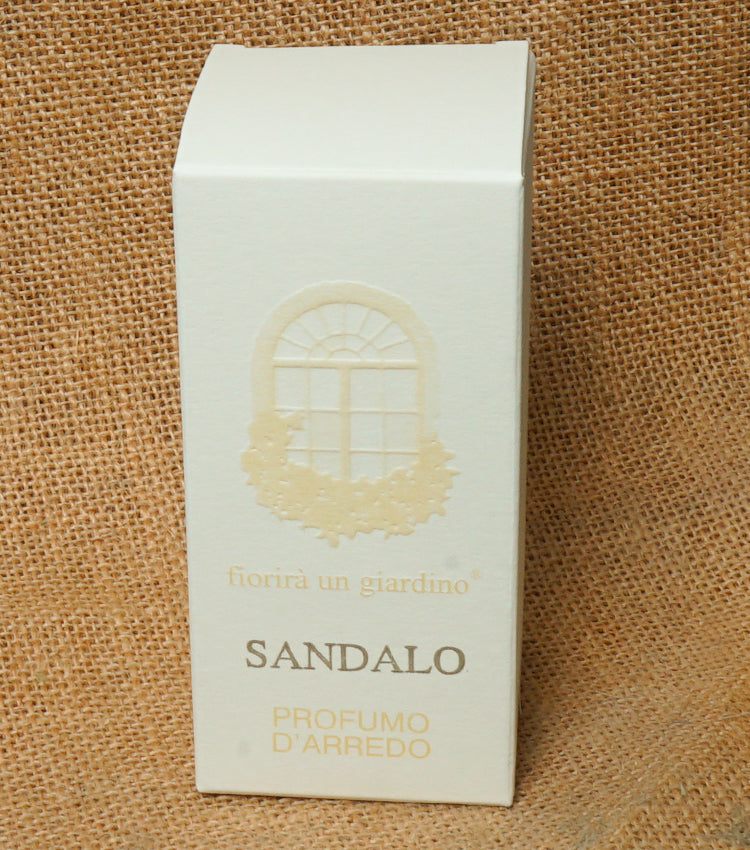 fiorirà un giardino®
SANDALO
PROFUMO
D'ARREDO